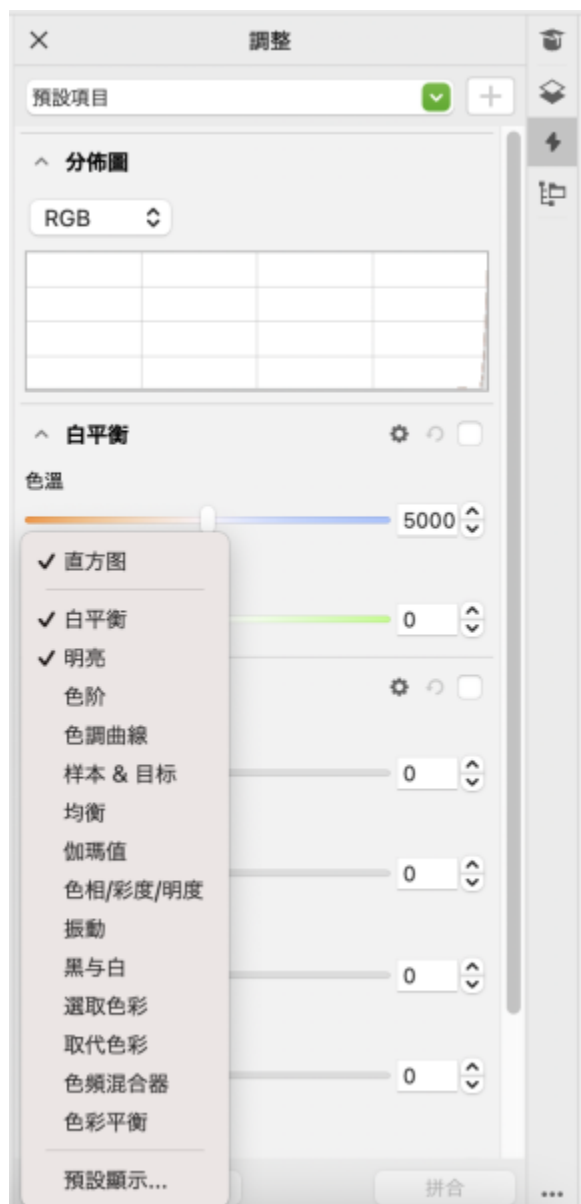 調整
預設項目
分佈圖
RGB
白平衡
色溫
5000
直方图
白平衡
0
明亮
色阶
色調曲線
样本 & 目标
0
均衡
伽瑪值
0
色相/彩度/明度
振動
黑与白
0
選取色彩
取代色彩
色頻混合器
0
色彩平衡
預設顯示...
拼合